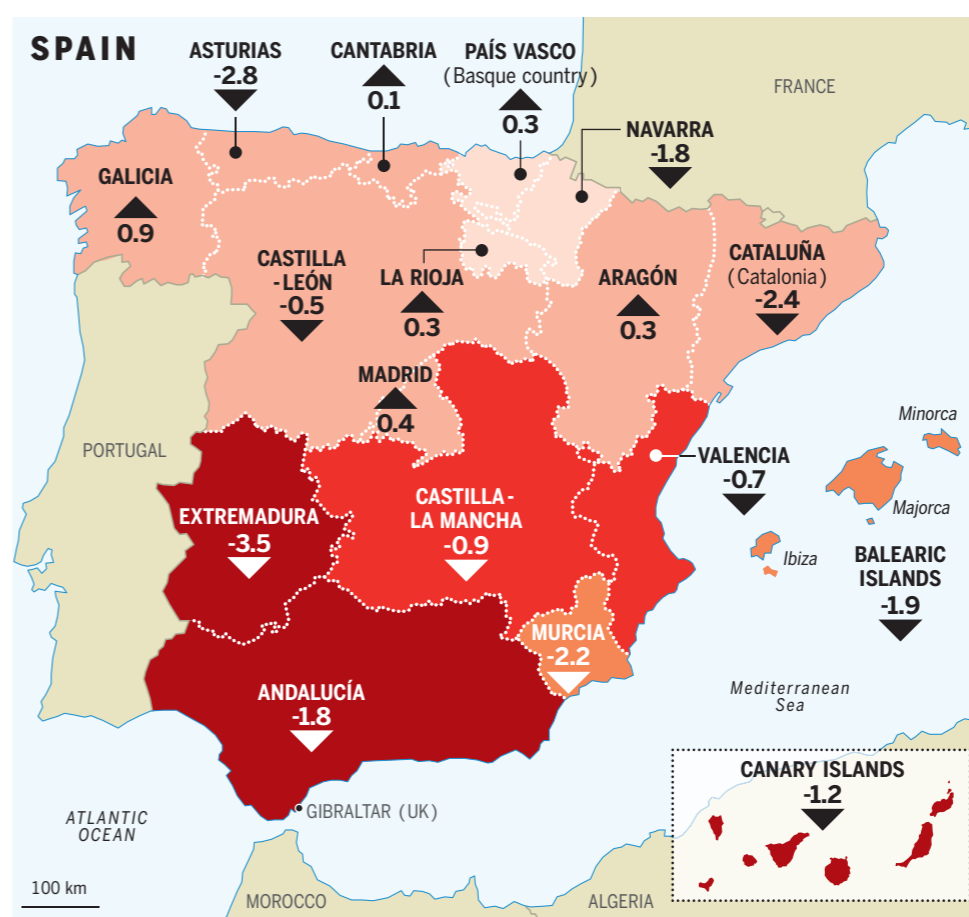 SPAIN
ASTURIAS
-2.8
CANTABRIA
0.1
PAÍS VASCO
(Basque country)
0.3
FRANCE
NAVARRA
-1.8
GALICIA
0.9
CASTILLA
-LEÓN
-0.5
LA RIOJA
0.3
ARAGÓN
0.3
CATALUÑA
(Catalonia)
-2.4
MADRID
0.4
PORTUGAL
Minorca
VALENCIA
-0.7
Majorca
EXTREMADURA
-3.5
CASTILLA-
LA MANCHA
-0.9
Ibiza
BALEARIC
ISLANDS
-1.9
MURCIA
-2.2
ANDALUCÍA
-1.8
Mediterranean
Sea
CANARY ISLANDS
-1.2
GIBRALTAR (UK)
ATLANTIC
OCEAN
100 km
MOROCCO
ALGERIA